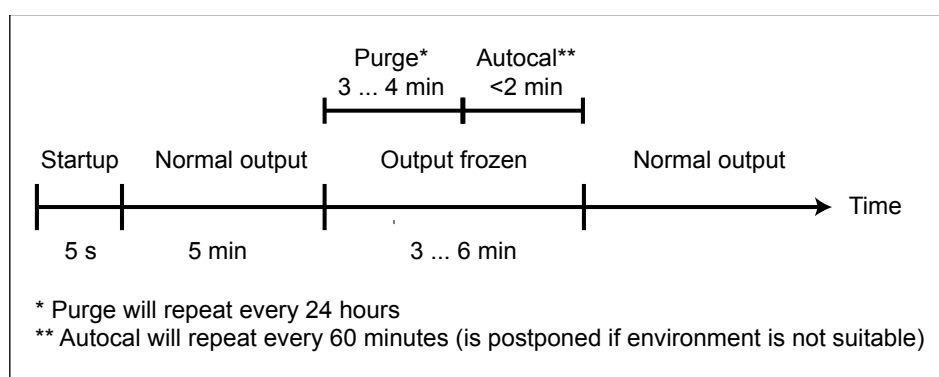 Purge* Autocal**
3 ... 4 min <2 min
Startup Normal output Output frozen Normal output
Time
5 s 5 min 3 ... 6 min
* Purge will repeat every 24 hours
** Autocal will repeat every 60 minutes (is postponed if environment is not suitable)